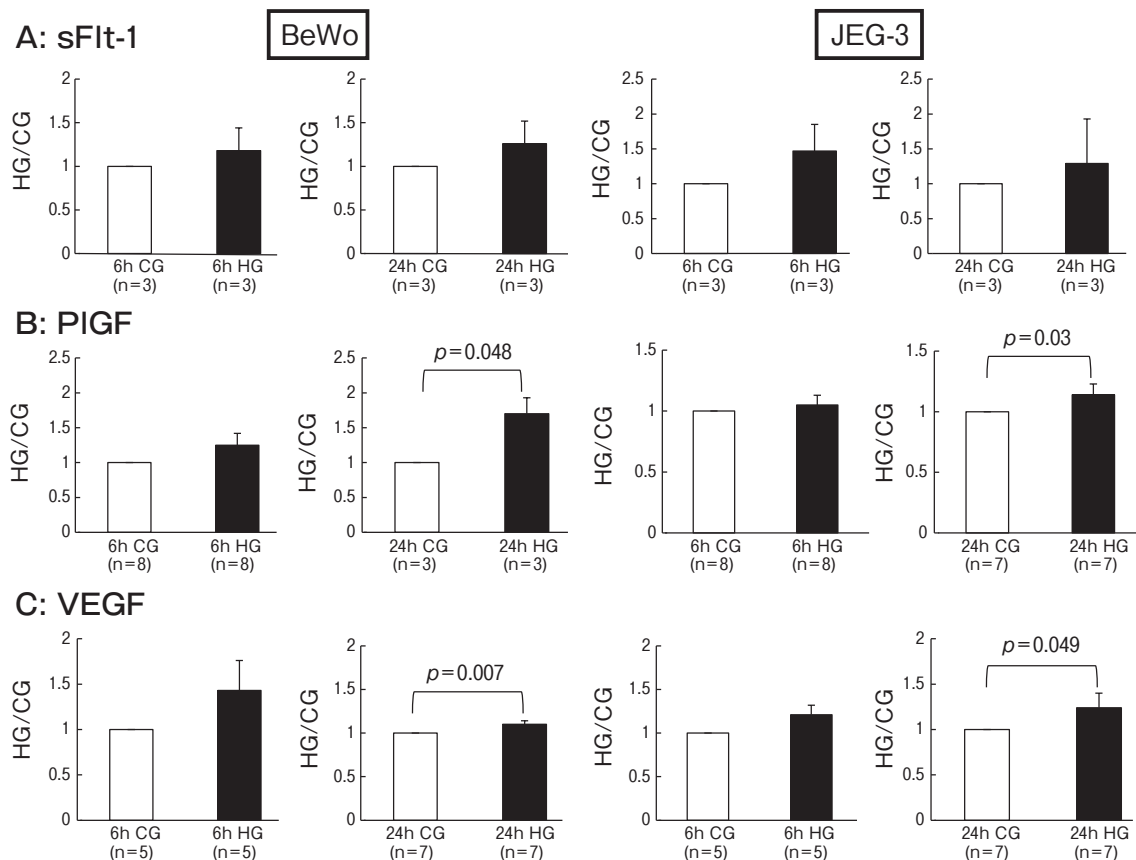 A: sFlt-1
BeWo
JEG-3
HG/CG
2
1.5
1
0.5
0
6h CG
(n=3)
6h HG
(n=3)
HG/CG
2
1.5
1
0.5
0
24h CG
(n=3)
24h HG
(n=3)
HG/CG
2.5
2
1.5
1
0.5
0
6h CG
(n=3)
6h HG
(n=3)
HG/CG
2.5
2
1.5
1
0.5
0
24h CG
(n=3)
24h HG
(n=3)
B: PlGF
HG/CG
2.5
2
1.5
1
0.5
0
6h CG
(n=8)
6h HG
(n=8)
HG/CG
2.5
2
1.5
1
0.5
0
p=0.048
24h CG
(n=3)
24h HG
(n=3)
HG/CG
1.5
1
0.5
0
6h CG
(n=8)
6h HG
(n=8)
HG/CG
1.5
1
0.5
0
p=0.03
24h CG
(n=7)
24h HG
(n=7)
C: VEGF
HG/CG
2
1.5
1
0.5
0
6h CG
(n=5)
6h HG
(n=5)
HG/CG
2
1.5
1
0.5
0
p=0.007
24h CG
(n=7)
24h HG
(n=7)
HG/CG
2
1.5
1
0.5
0
6h CG
(n=5)
6h HG
(n=5)
HG/CG
2
1.5
1
0.5
0
p=0.049
24h CG
(n=7)
24h HG
(n=7)